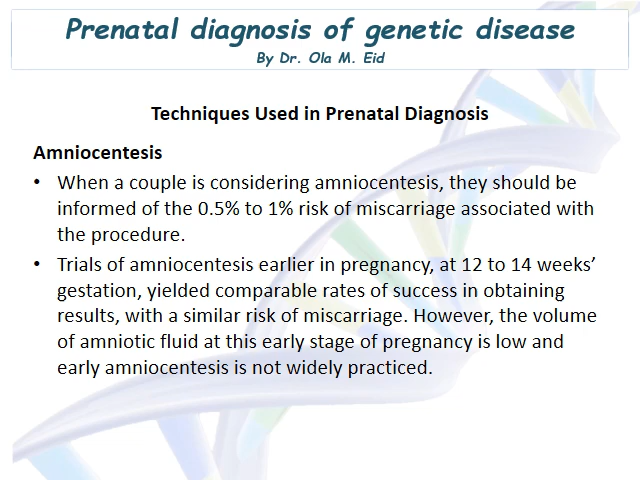 Prenatal diagnosis of genetic disease
By Dr. Ola M. Eid
Techniques Used in Prenatal Diagnosis
Amniocentesis
• When a couple is considering amniocentesis, they should be
informed of the 0.5% to 1% risk of miscarriage associated with
the procedure.
• Trials of amniocentesis earlier in pregnancy, at 12 to 14 weeks’
gestation, yielded comparable rates of success in obtaining
results, with a similar risk of miscarriage. However, the volume
of amniotic fluid at this early stage of pregnancy is low and
early amniocentesis is not widely practiced.